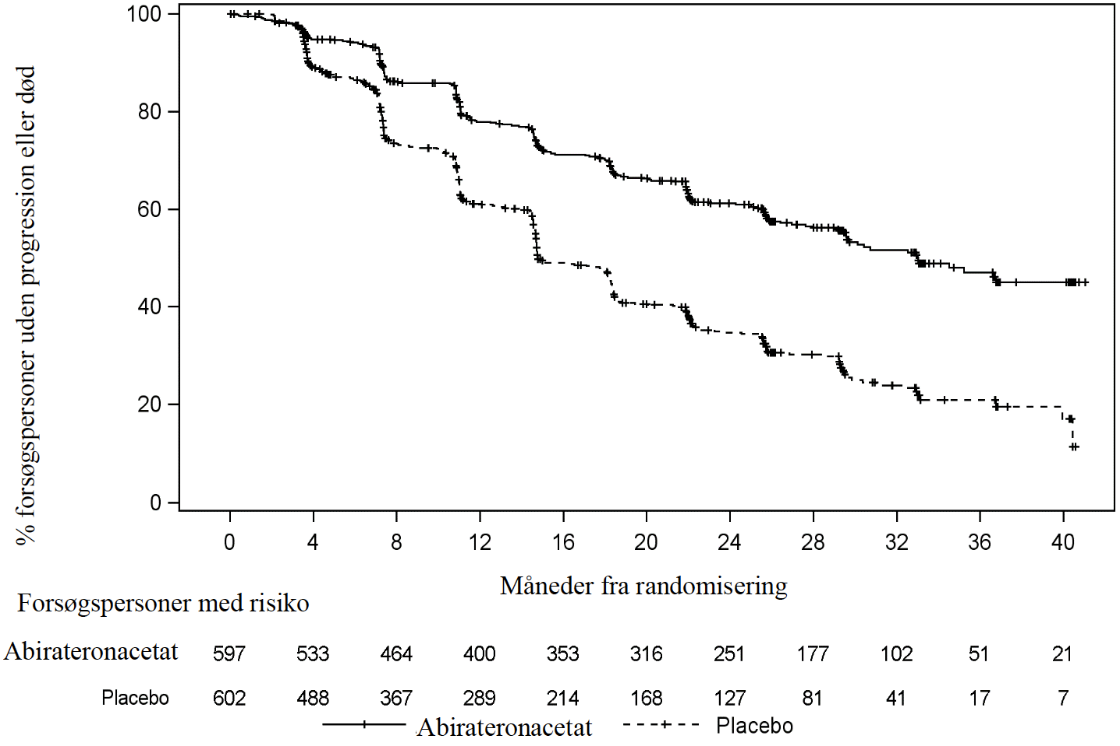 % forsøgspersoner uden progression eller død
100
80
60
40
20
0
0 4 8 12 16 20 24 28 32 36 40
Måneder fra randomisering
Forsøgspersoner med risiko
Abirateronacetat 597 533 464 400 353 316 251 177 102 51 21
Placebo 602 488 367 289 214 168 127 81 41 17 7
Abirateronacetat Placebo